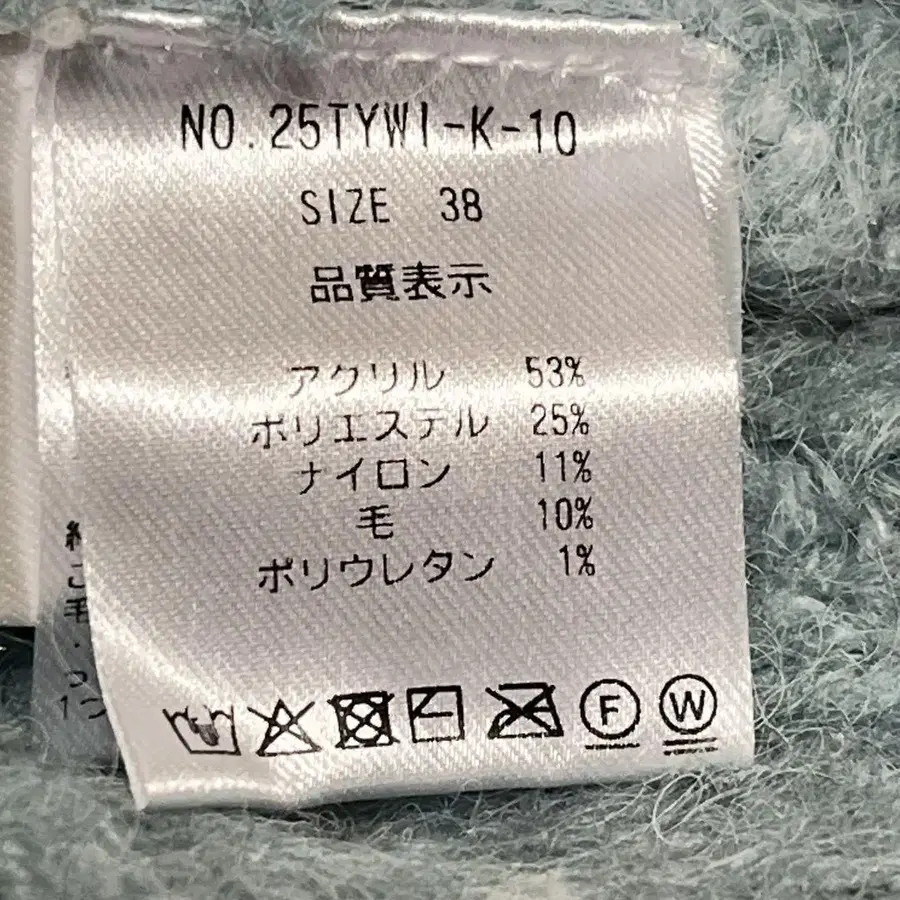 NO.25TYWI-K-10
SIZE 38
品質表示
アクリル 53%
ポリエステル 25%
ナイロン 11%
毛 10%
ポリウレタン 1%
F W